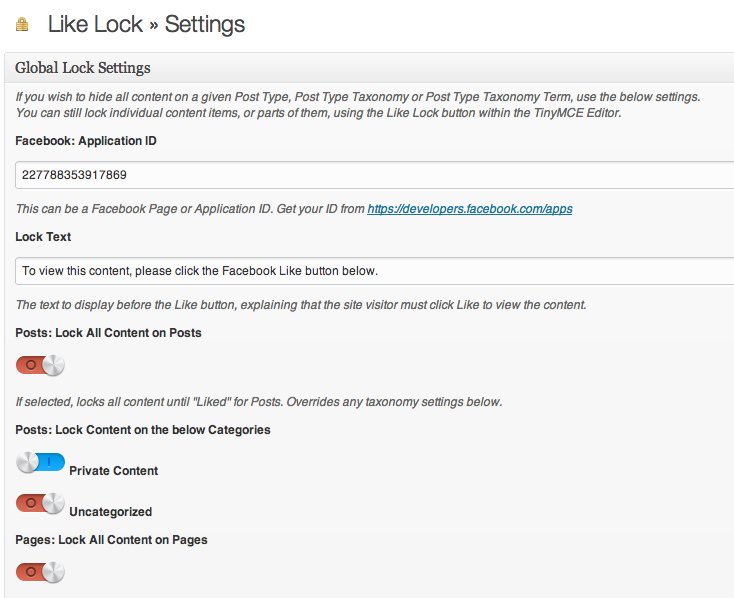 Like Lock » Settings
Global Lock Settings
If you wish to hide all content on a given Post Type, Post Type Taxonomy or Post Type Taxonomy Term, use the below settings.
You can still lock individual content items, or parts of them, using the Like Lock button within the TinyMCE Editor.
Facebook: Application ID
227788353917869
This can be a Facebook Page or Application ID. Get your ID from https://developers.facebook.com/apps
Lock Text
To view this content, please click the Facebook Like button below.
The text to display before the Like button, explaining that the site visitor must click Like to view the content.
Posts: Lock All Content on Posts
If selected, locks all content until "Liked" for Posts. Overrides any taxonomy settings below.
Posts: Lock Content on the below Categories
Private Content
Uncategorized
Pages: Lock All Content on Pages